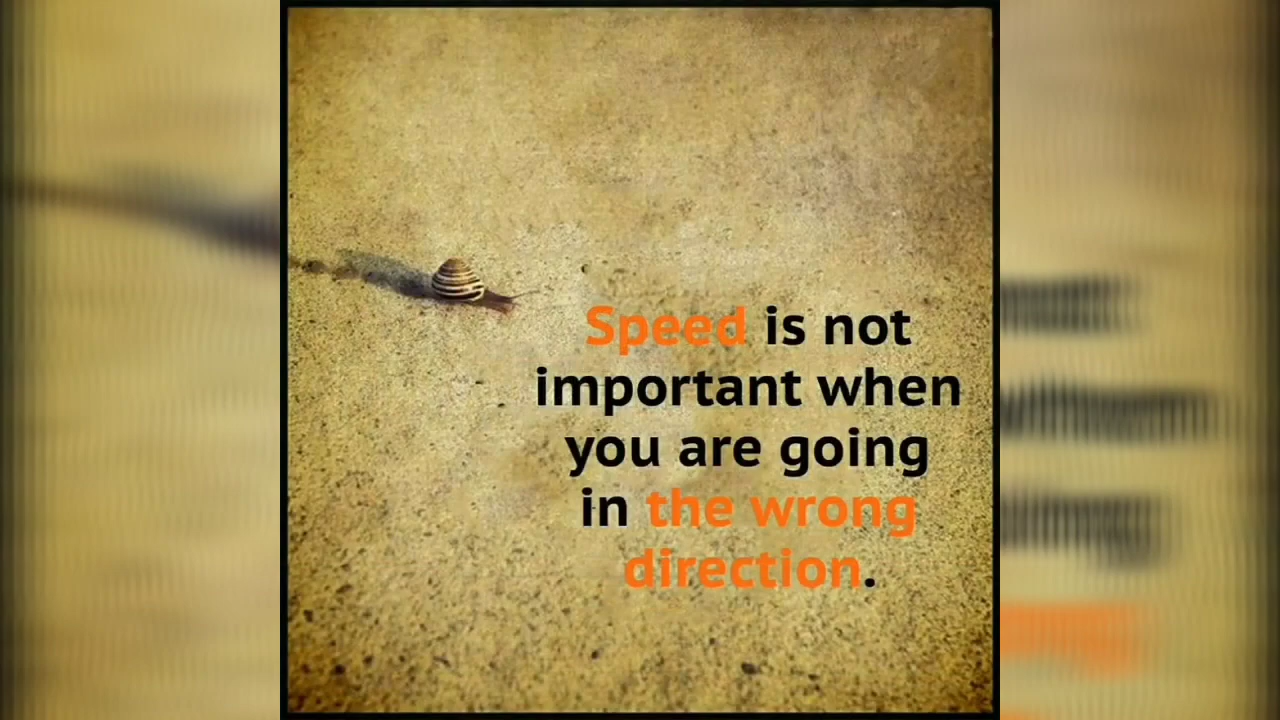 Speed is not
important when
you are going
in the wrong
direction.